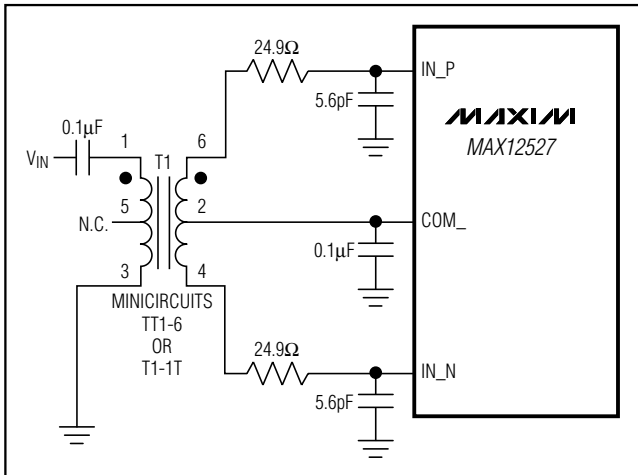 24.9Ω
IN_P
5.6pF
MAXIM
MAX12527
0.1μF
VIN
1
6
T1
5
2
N.C.
COM_
0.1μF
3
4
MINICIRCUITS
TT1-6
OR
T1-1T
24.9Ω
IN_N
5.6pF